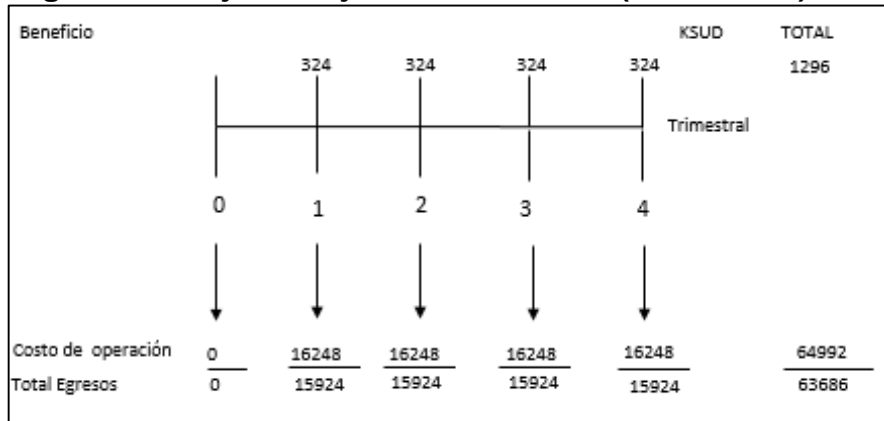 Beneficio KSUD TOTAL
324 324 324 324 1296
Trimestral
0 1 2 3 4
Costo de operación 0 16248 16248 16248 16248 64992
Total Egresos 0 15924 15924 15924 15924 63686